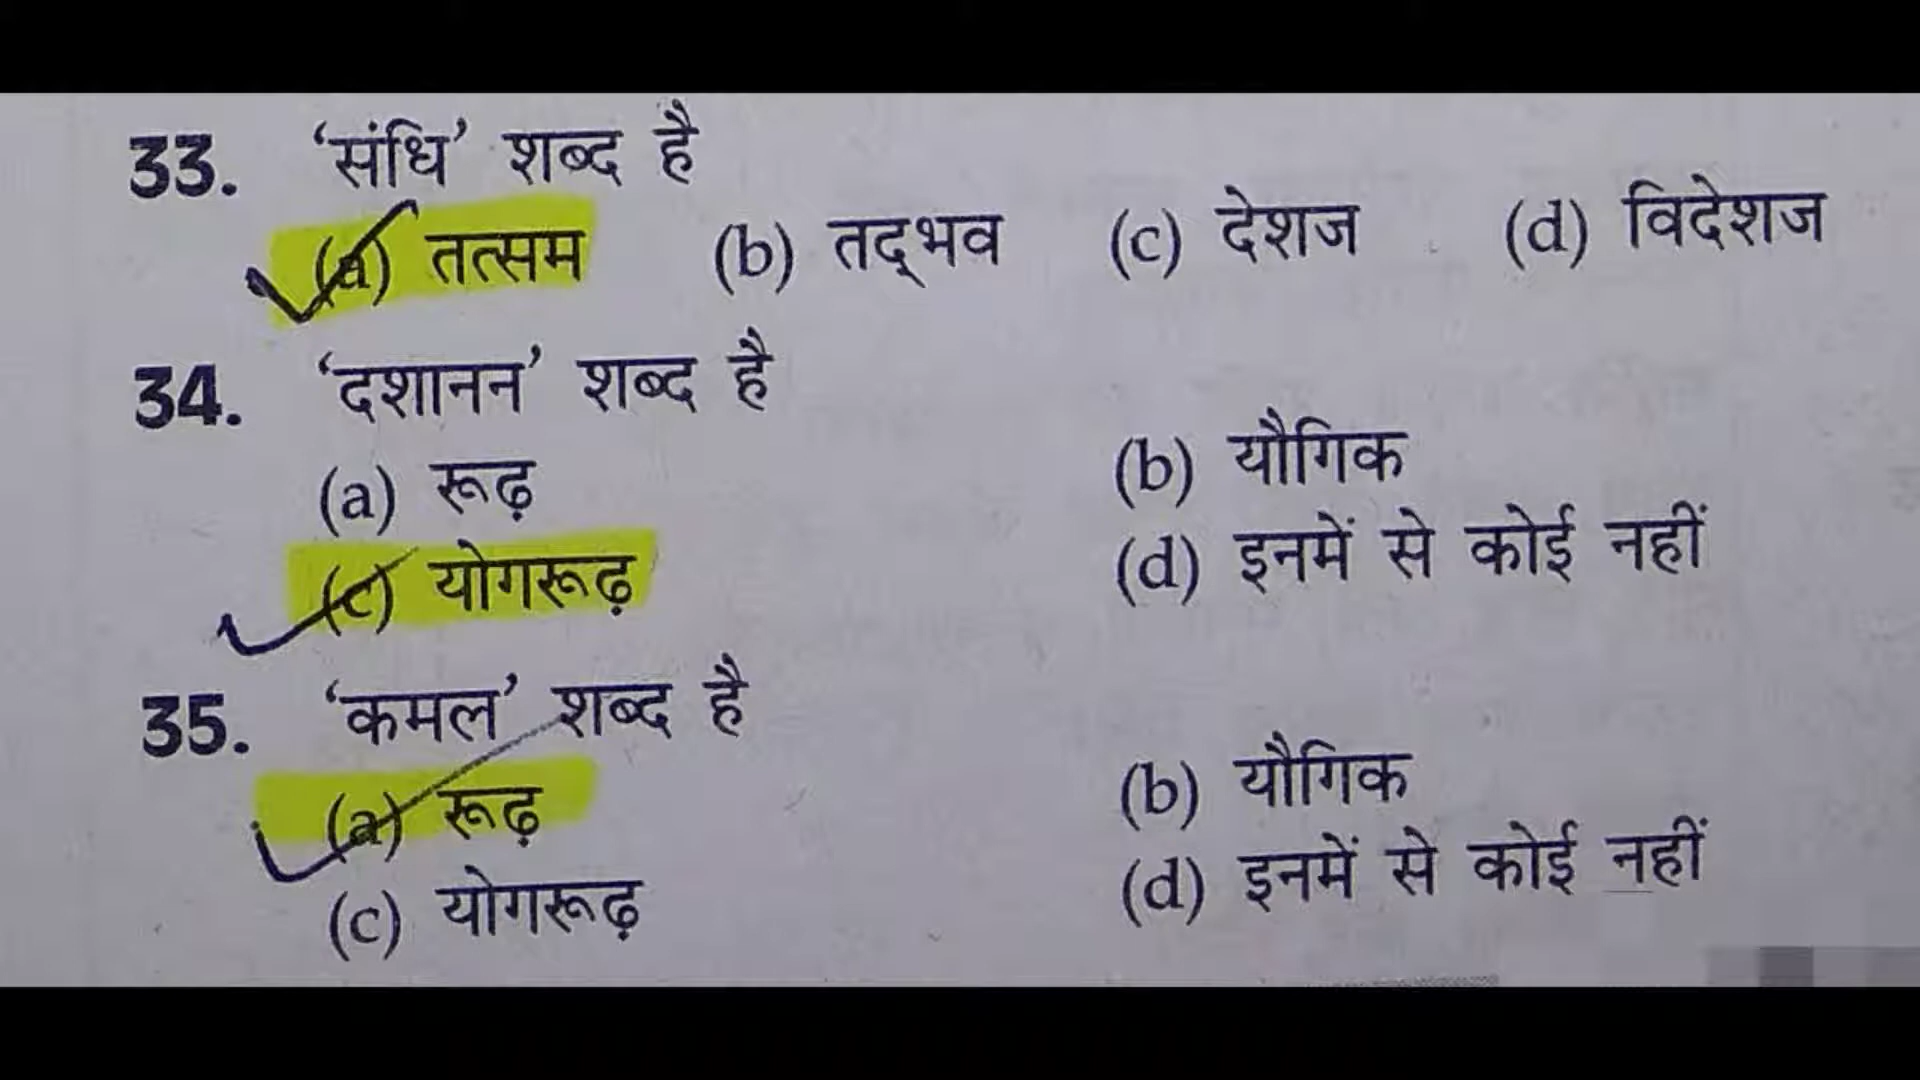 33. ‘संधि’ शब्द है
(a) तत्सम (b) तद्‌भव (c) देशज (d) विदेशज
34. ‘दशानन’ शब्द है
(a) रूढ़ (b) यौगिक
(c) योगरूढ़ (d) इनमें से कोई नहीं
35. ‘कमल’ शब्द है
(a) रूढ़ (b) यौगिक
(c) योगरूढ़ (d) इनमें से कोई नहीं